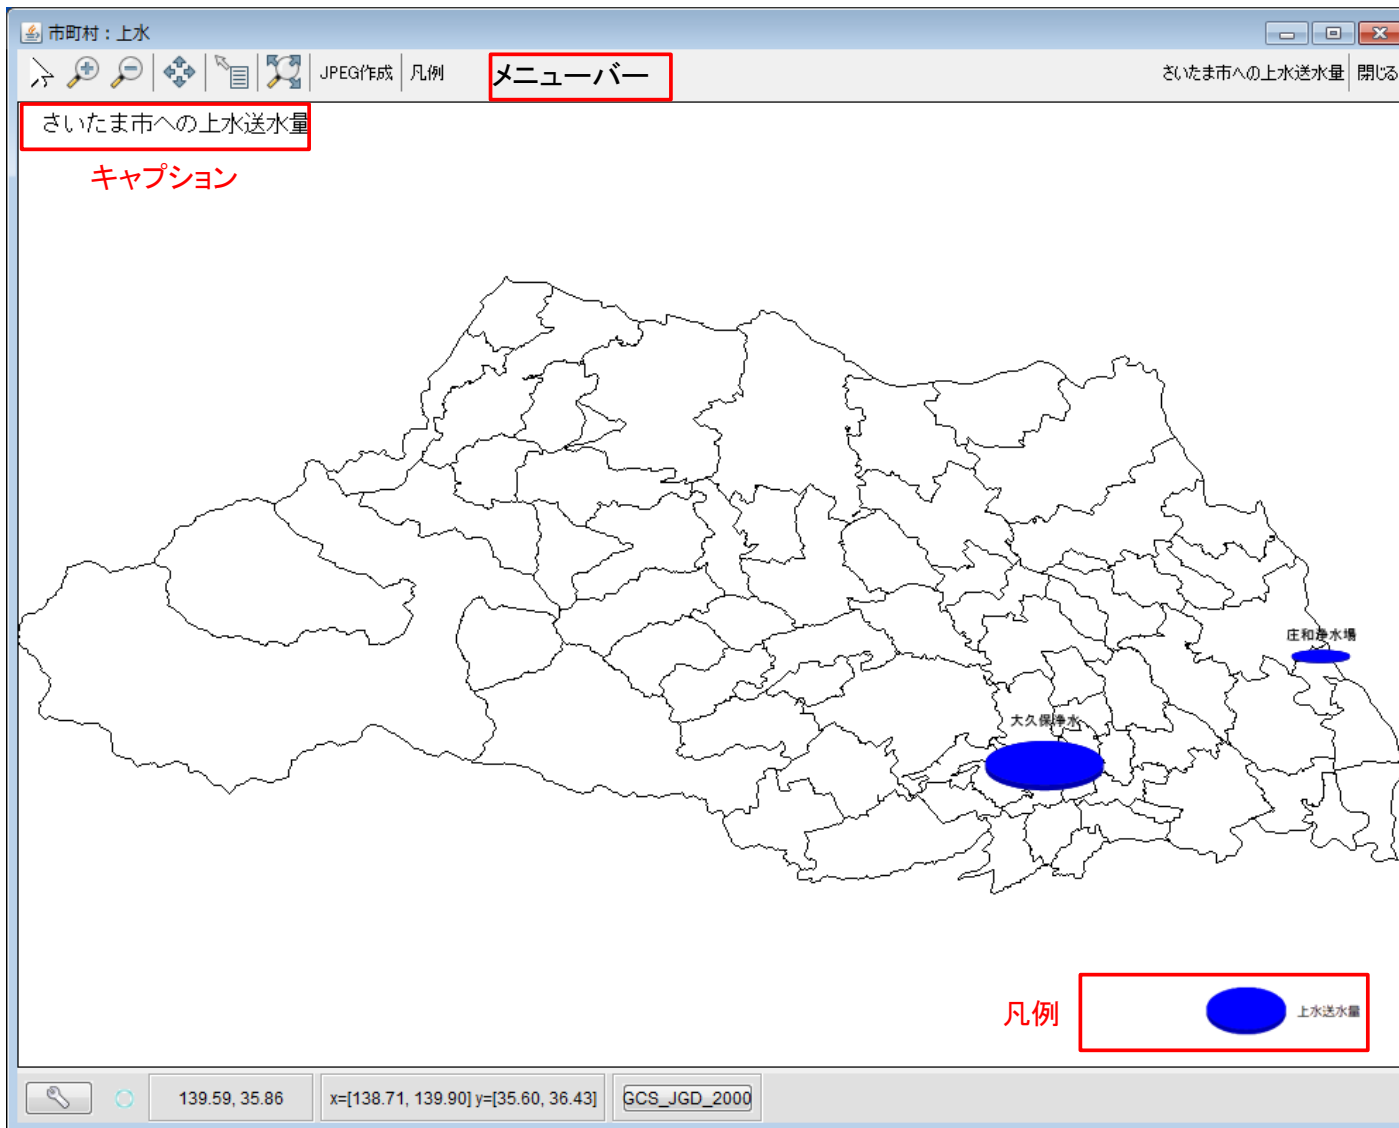 市町村：上水
JPEG作成
凡例
メニューバー
さいたま市への上水送水量
閉じる
さいたま市への上水送水量
キャプション
庄和浄水場
大久保浄水
凡例
上水送水量
139.59, 35.86
x=[138.71, 139.90] y=[35.60, 36.43]
GCS_JGD_2000